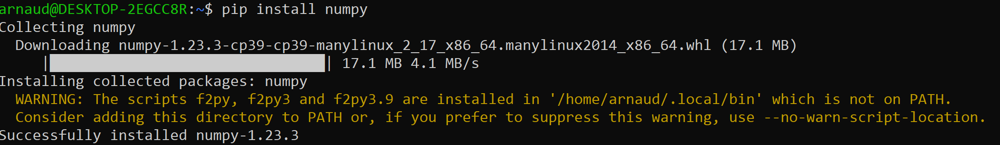 arnaud@DESKTOP-2EGCC8R:~$ pip install numpy
Collecting numpy
  Downloading numpy-1.23.3-cp39-cp39-manylinux_2_17_x86_64.manylinux2014_x86_64.whl (17.1 MB)
     |████████████████████████████████| 17.1 MB 4.1 MB/s
Installing collected packages: numpy
  WARNING: The scripts f2py, f2py3 and f2py3.9 are installed in '/home/arnaud/.local/bin' which is not on PATH.
  Consider adding this directory to PATH or, if you prefer to suppress this warning, use --no-warn-script-location.
Successfully installed numpy-1.23.3